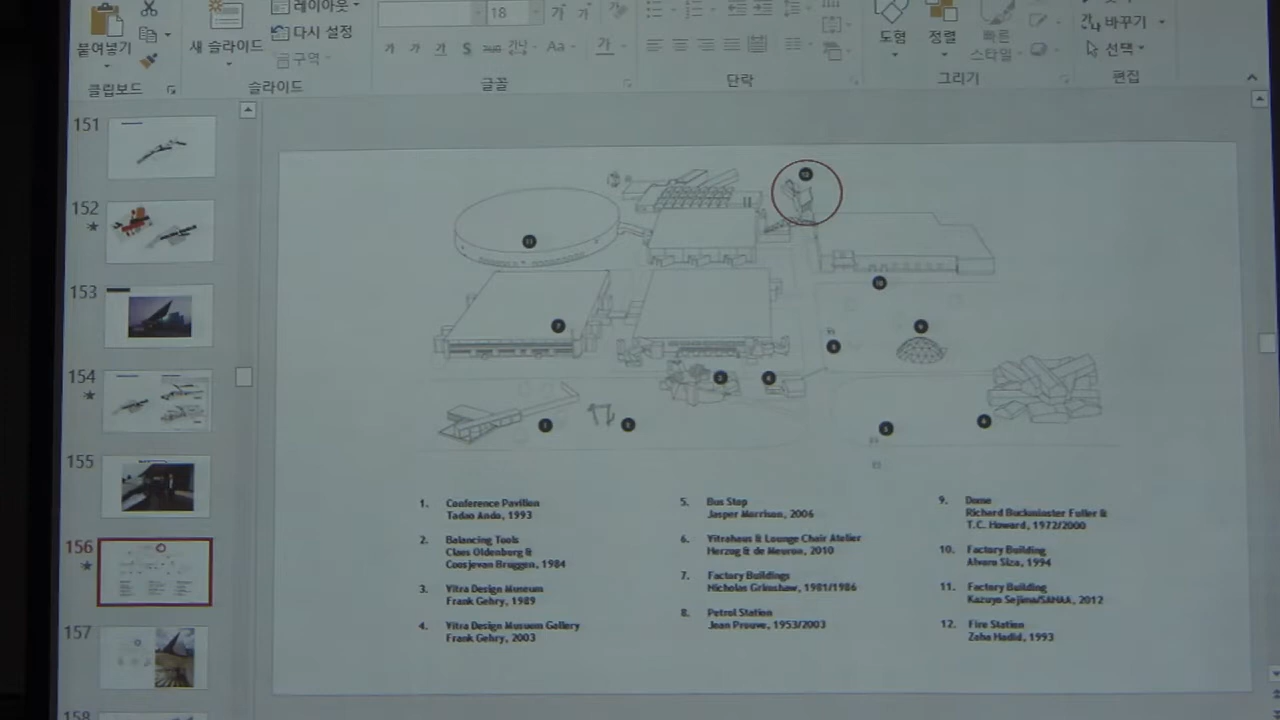 레이아웃
18
붙여넣기
새 슬라이드
다시 설정
구역
가 가 가 S
Aa
가
도형
정렬
빠른
스타일
바꾸기
선택
클립보드
슬라이드
글꼴
단락
그리기
편집
151
152
153
154
155
156
157
158
1. Conference Pavilion
Tadao Ando, 1993
2. Balancing Tools
Claes Oldenburg &
Coosjevan Bruggen, 1984
3. Vitra Design Museum
Frank Gehry, 1989
4. Vitra Design Musuem Gallery
Frank Gehry, 2003
5. Bus Stop
Jasper Morrison, 2006
6. Vitrahaus & Lounge Chair Atelier
Herzog & de Meuron, 2010
7. Factory Buildings
Nicholas Grimshaw, 1981/1986
8. Petrol Station
Jean Prouve, 1953/2003
9. Dome
Richard Buckminster Fuller &
T.C. Howard, 1972/2000
10. Factory Building
Alvaro Siza, 1994
11. Factory Building
Kazuyo Sejima/SANAA, 2012
12. Fire Station
Zaha Hadid, 1993